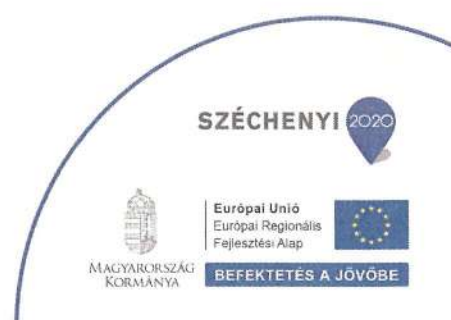 SZÉCHENYI 2020
Európai Unió
Európai Regionális
Fejlesztési Alap
MAGYARORSZÁG
KORMÁNYA
BEFEKTETÉS A JÖVŐBE